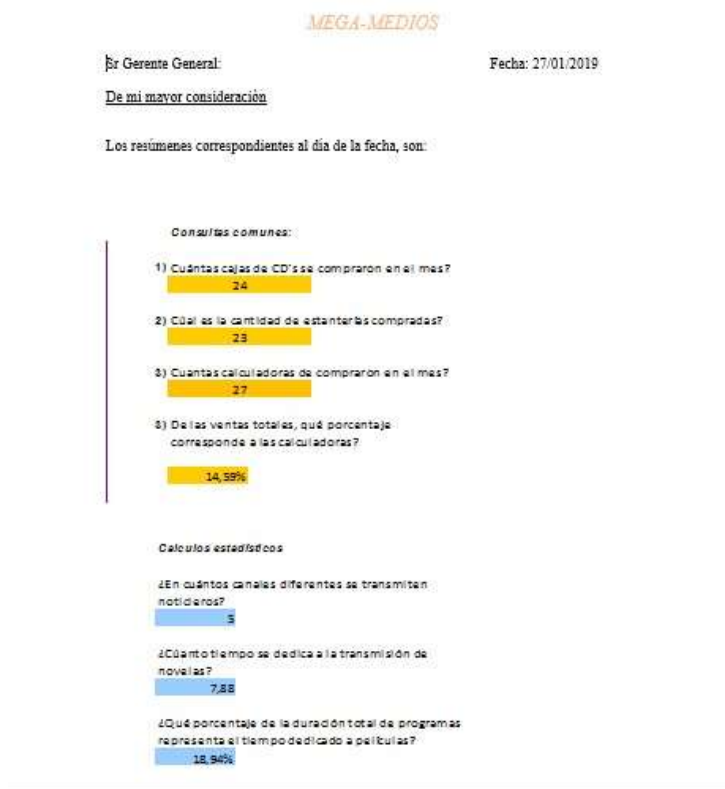 MEGA-MEDIOS
Sr Gerente General: Fecha: 27/01/2019
De mi mayor consideración
Los resúmenes correspondientes al día de la fecha, son:
Consultas comunes:
1) Cuántas cajas de CD's se compraron en el mes?
24
2) Cúal es la cantidad de estanterías compradas?
23
3) Cuantas calculadoras de compraron en el mes?
27
3) De las ventas totales, qué porcentaje
corresponde a las calculadoras?
14,59%
Calculos estadísticos
¿En cuántos canales diferentes se transmiten
noticieros?
5
¿Cúanto tiempo se dedica a la transmisión de
novelas?
7,88
¿Qué porcentaje de la duración total de programas
representa el tiempo dedicado a películas?
18,94%